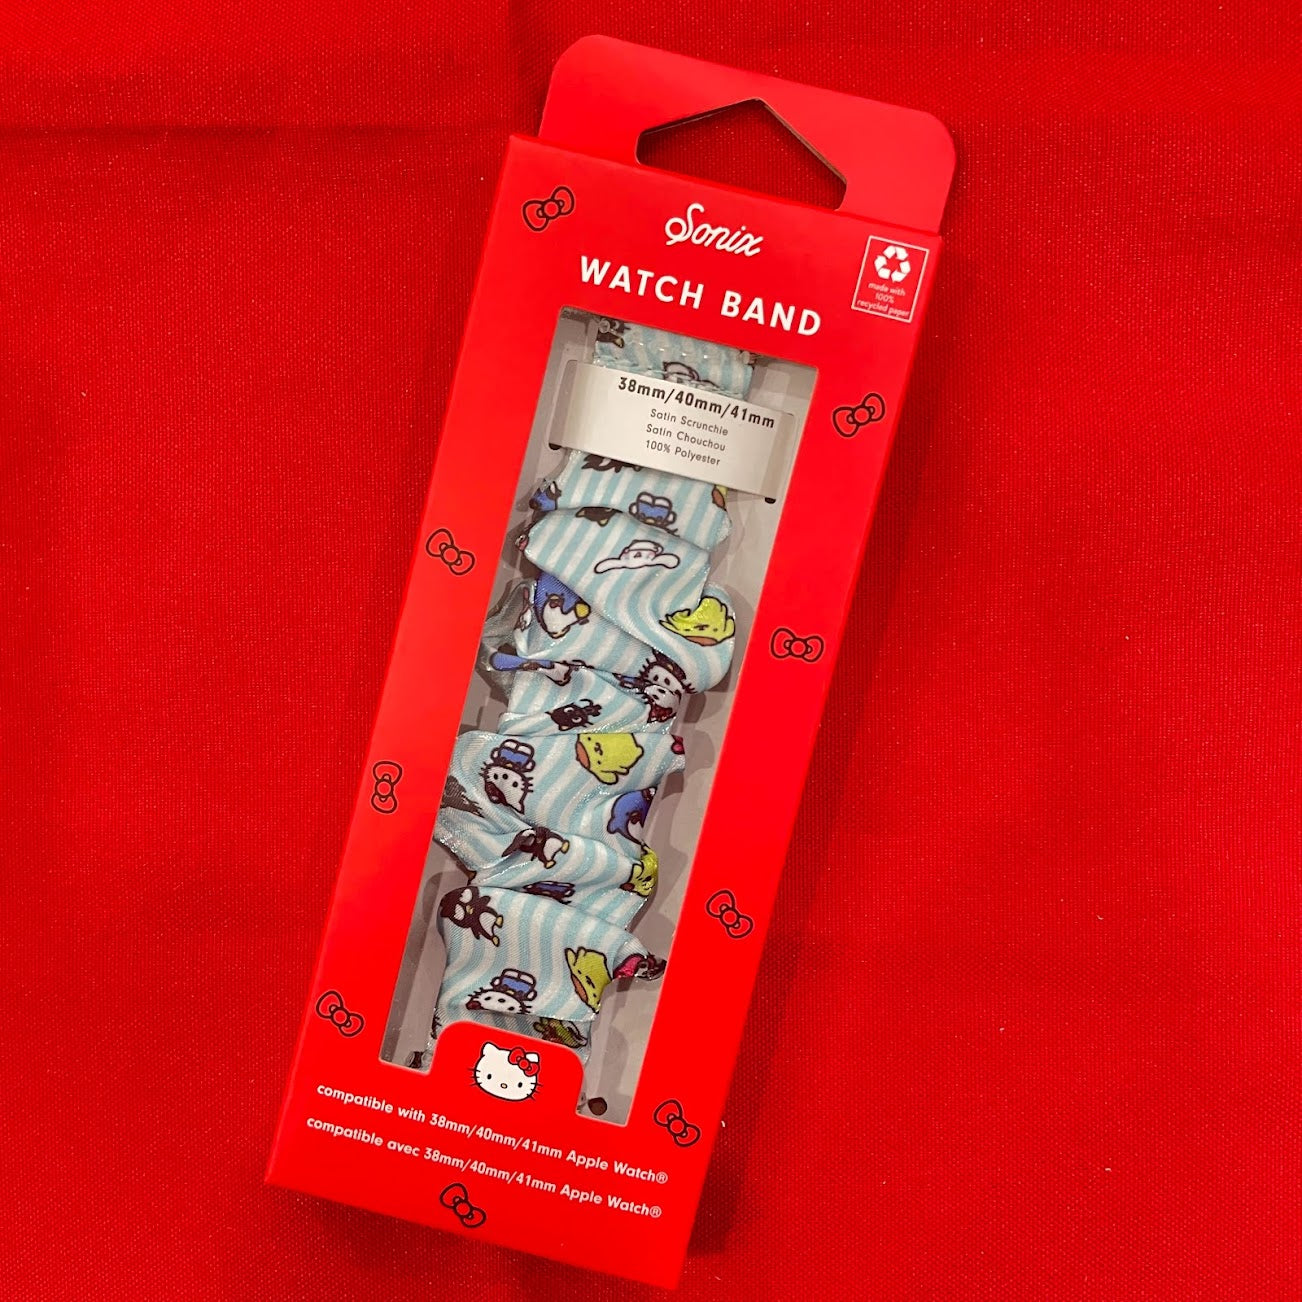 Sonix
WATCH BAND
made with
100%
recycled paper
38mm/40mm/41mm
Satin Scrunchie
Satin Chouchou
100% Polyester
compatible with 38mm/40mm/41mm Apple Watch®
compatible avec 38mm/40mm/41mm Apple Watch®